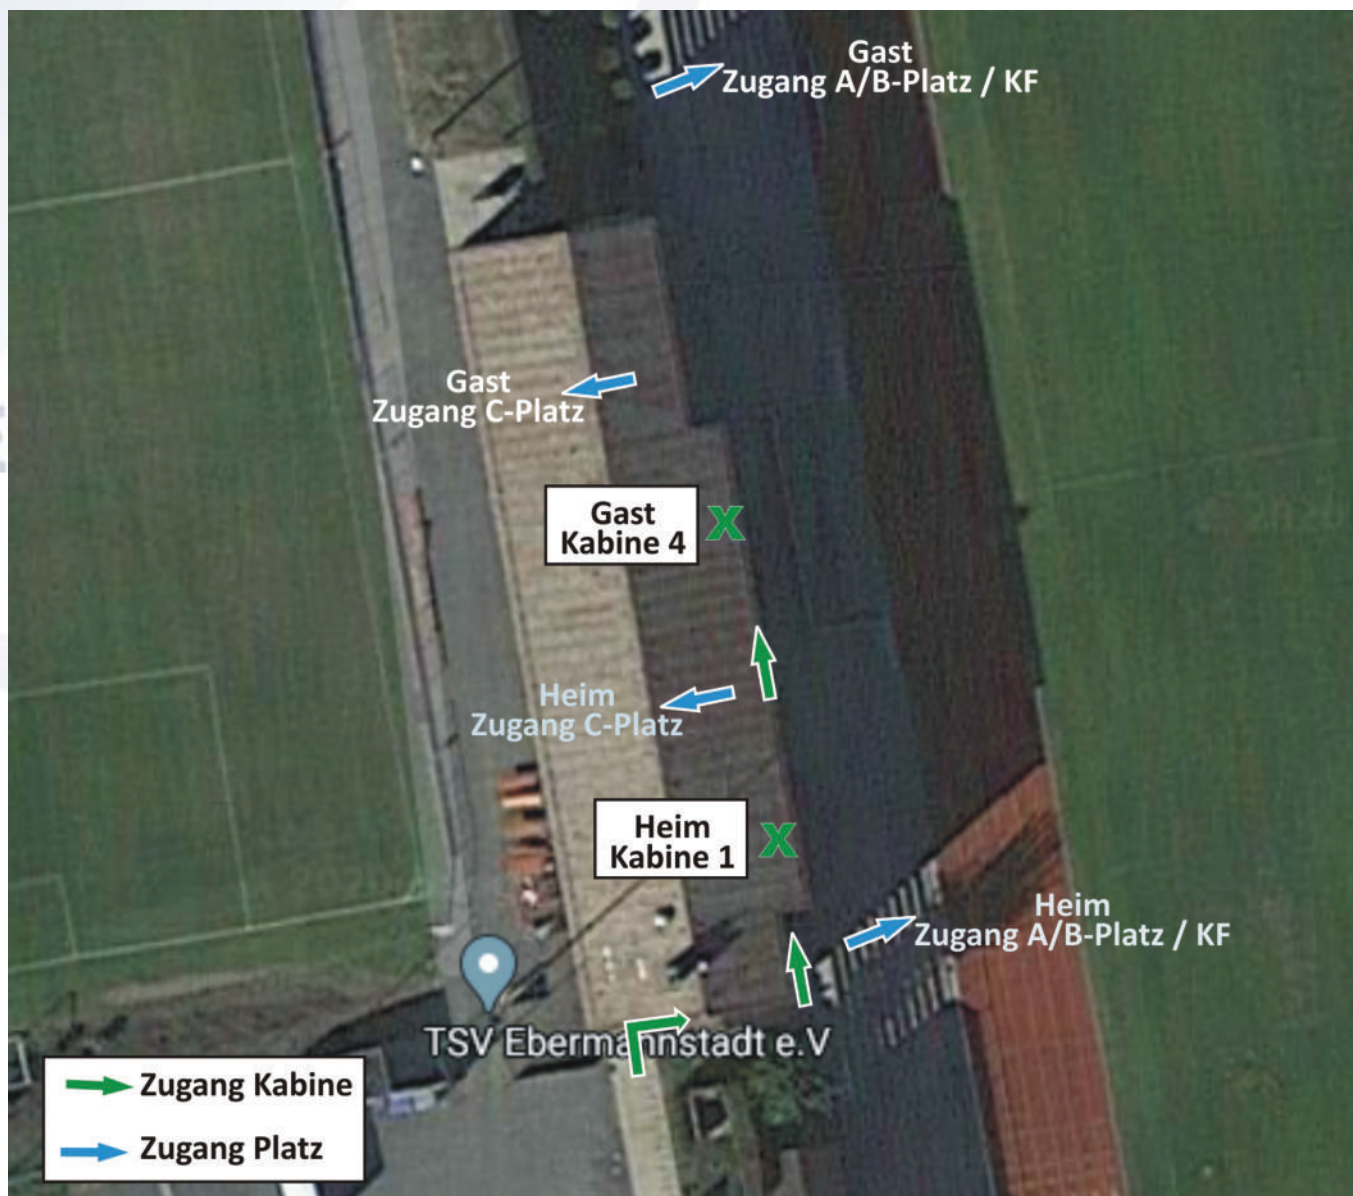 Gast
Zugang A/B-Platz / KF
Gast
Zugang C-Platz
Gast
Kabine 4
X
Heim
Zugang C-Platz
Heim
Kabine 1
X
Heim
Zugang A/B-Platz / KF
TSV Ebermannstadt e.V
Zugang Kabine
Zugang Platz